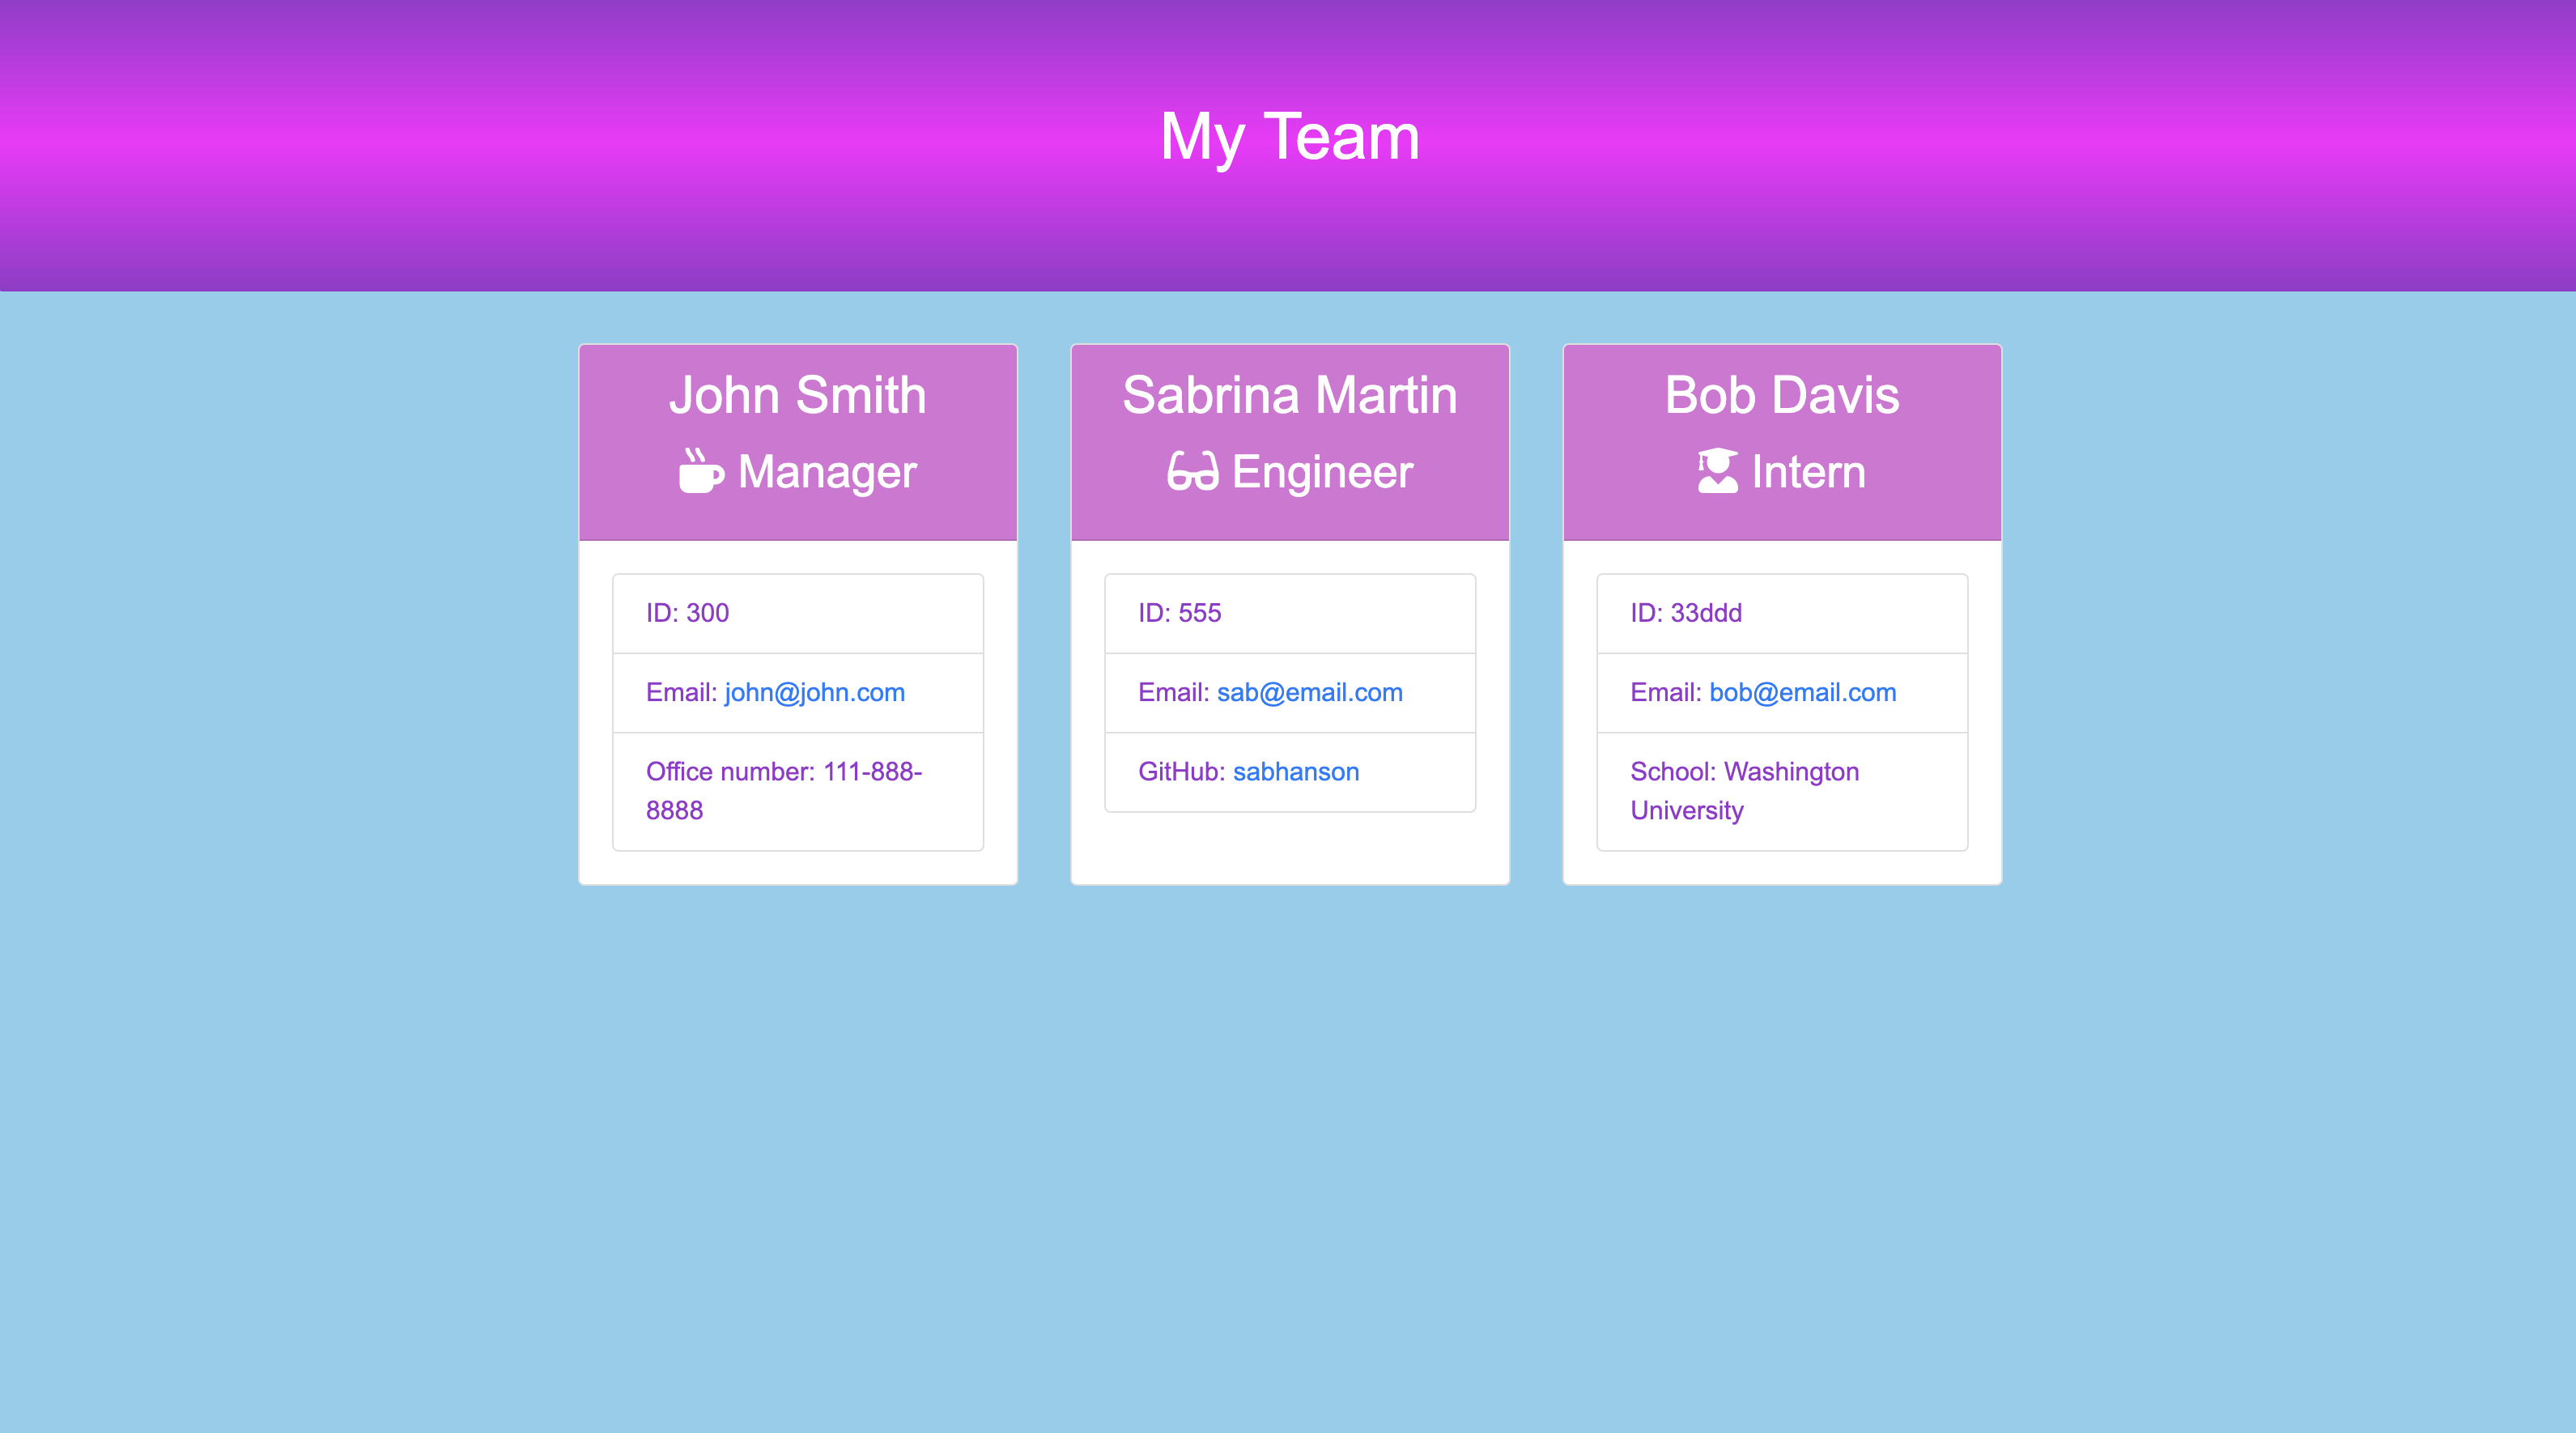 My Team
John Smith
Manager
ID: 300
Email: john@john.com
Office number: 111-888-
8888
Sabrina Martin
Engineer
ID: 555
Email: sab@email.com
GitHub: sabhanson
Bob Davis
Intern
ID: 33ddd
Email: bob@email.com
School: Washington
University